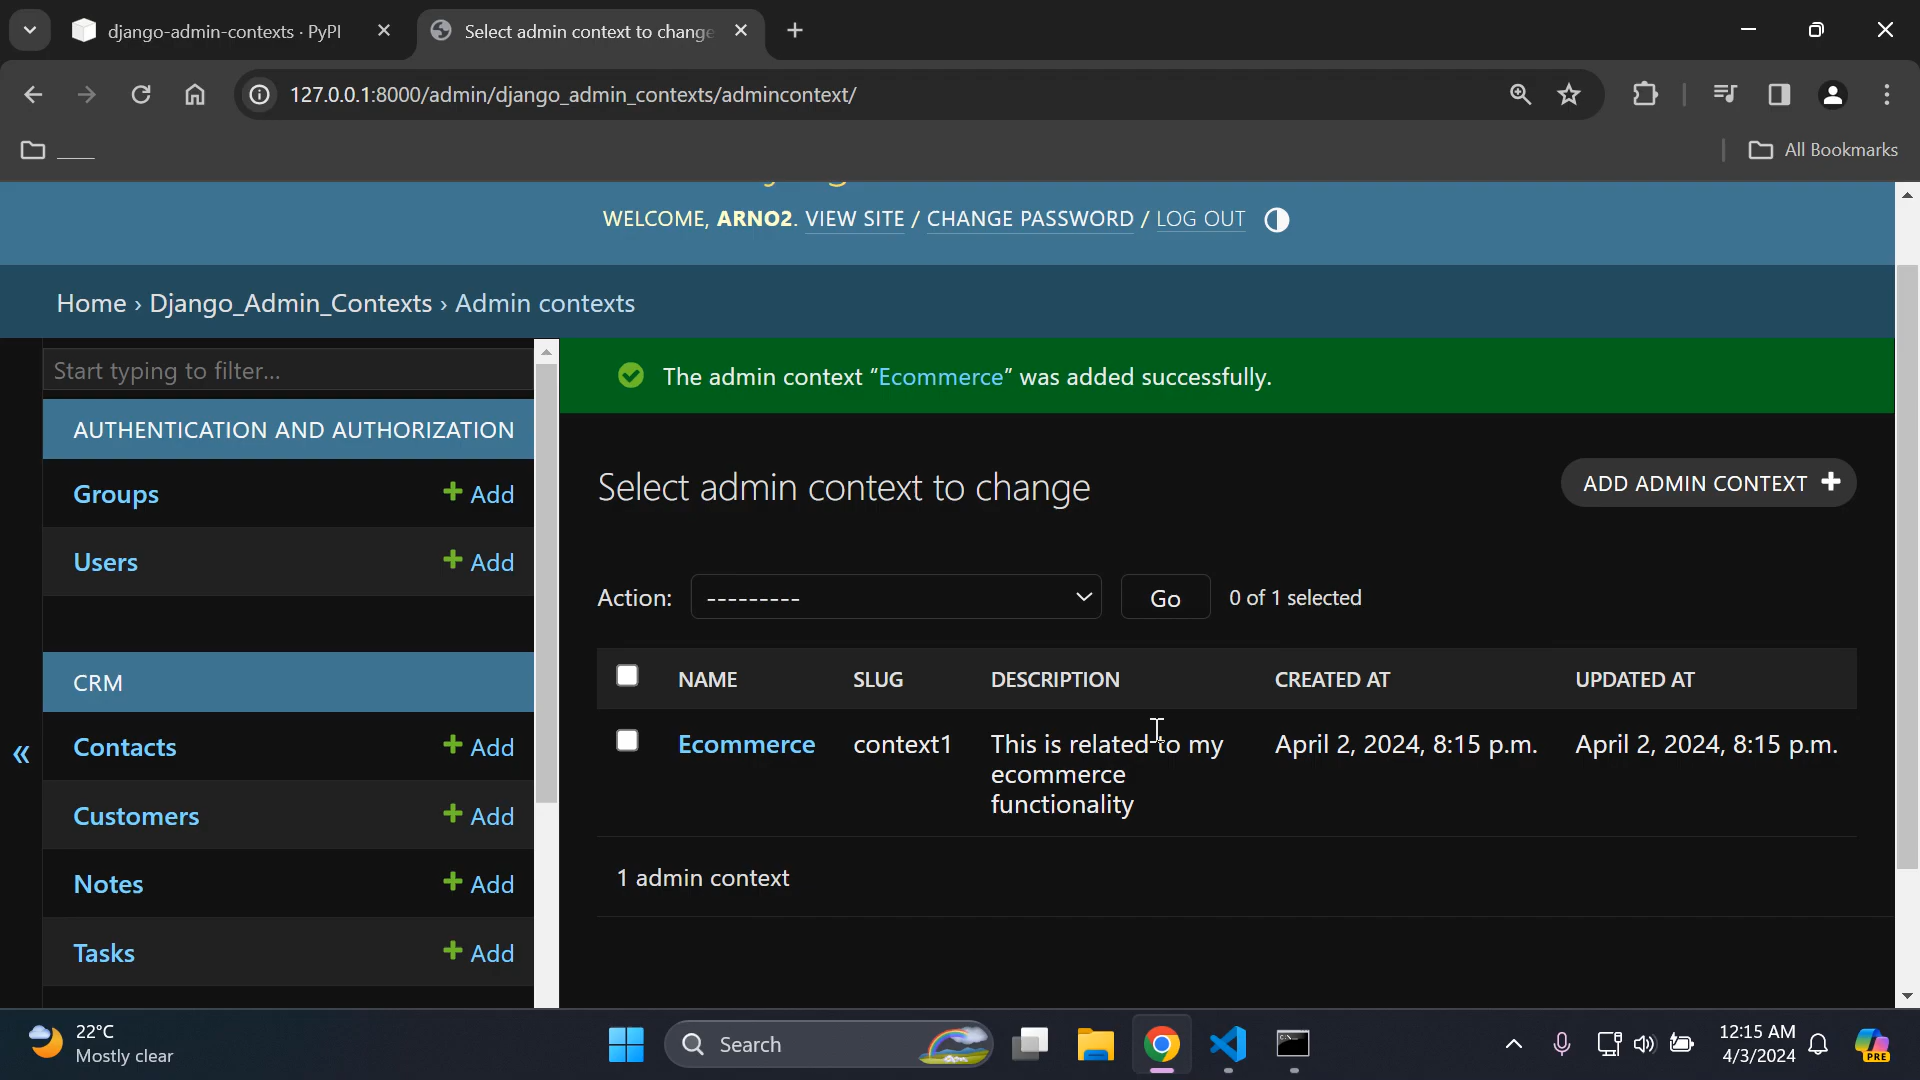 django-admin-contexts · PyPI
Select admin context to change
127.0.0.1:8000/admin/django_admin_contexts/admincontext/
____
All Bookmarks
WELCOME, ARNO2. VIEW SITE / CHANGE PASSWORD / LOG OUT
Home › Django_Admin_Contexts › Admin contexts
Start typing to filter...
AUTHENTICATION AND AUTHORIZATION
Groups
Add
Users
Add
CRM
Contacts
Add
Customers
Add
Notes
Add
Tasks
Add
The admin context “Ecommerce” was added successfully.
Select admin context to change
ADD ADMIN CONTEXT
Action:
---------
Go
0 of 1 selected
NAME SLUG DESCRIPTION CREATED AT UPDATED AT
Ecommerce context1 This is related to my April 2, 2024, 8:15 p.m. April 2, 2024, 8:15 p.m.
ecommerce
functionality
1 admin context
22°C
Mostly clear
Search
12:15 AM
4/3/2024
PRE